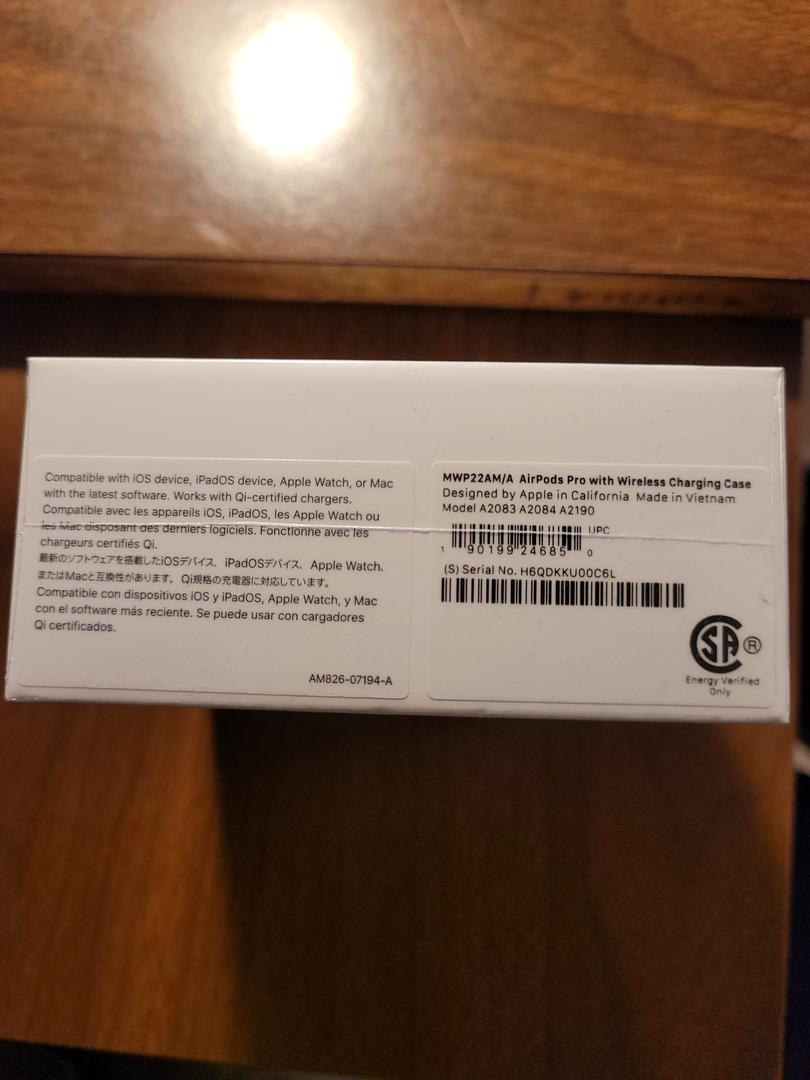 Compatible with iOS device, iPadOS device, Apple Watch, or Mac
with the latest software. Works with Qi-certified chargers.
Compatible avec les appareils iOS, iPadOS, les Apple Watch ou
les Mac disposant des derniers logiciels. Fonctionne avec les
chargeurs certifiés Qi.
最新のソフトウェアを搭載したiOSデバイス、iPadOSデバイス、Apple Watch、
またはMacと互換性があります。 Qi規格の充電器に対応しています。
Compatible con dispositivos iOS y iPadOS, Apple Watch, y Mac
con el software más reciente. Se puede usar con cargadores
Qi certificados.
AM826-07194-A
MWP22AM/A AirPods Pro with Wireless Charging Case
Designed by Apple in California Made in Vietnam
Model A2083 A2084 A2190
UPC
1 90199 24685 0
(S) Serial No. H6QDKKU00C6L
SA ®
Energy Verified
Only